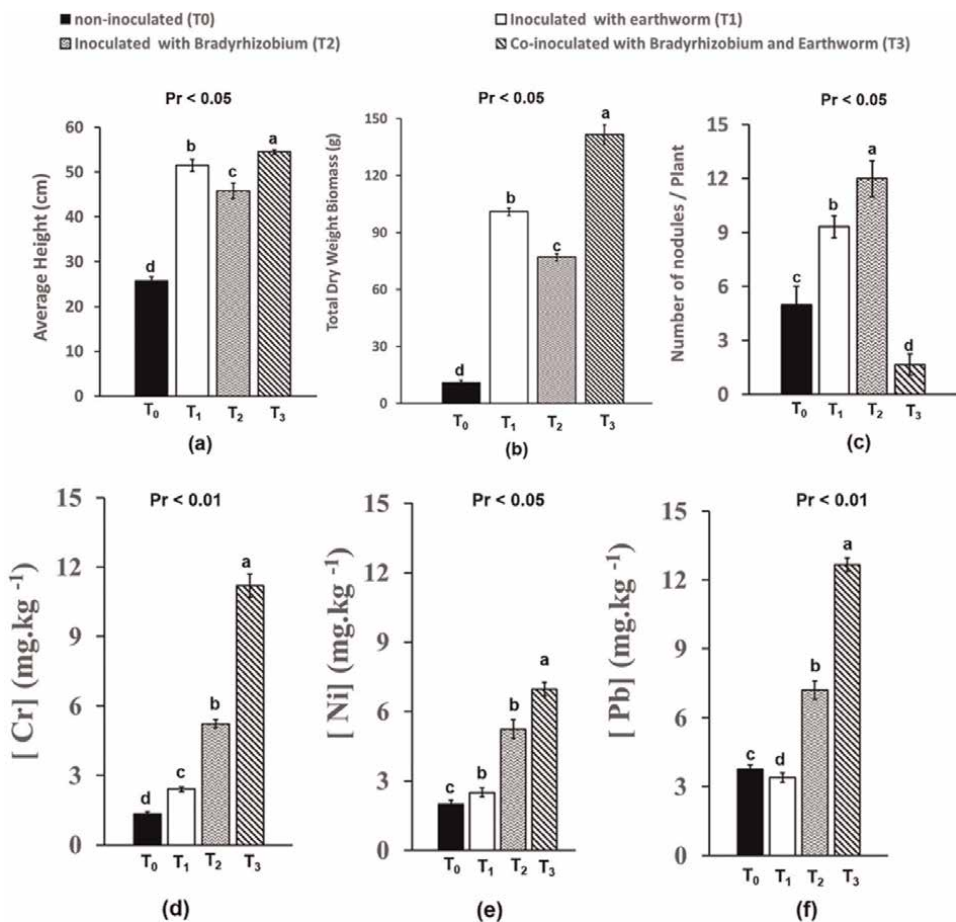 non-inoculated (T0)
Inoculated with earthworm (T1)
Inoculated with Bradyrhizobium (T2)
Co-inoculated with Bradyrhizobium and Earthworm (T3)
Pr < 0.05
Average Height (cm)
60
50
40
30
20
10
0
d
b
c
a
T0
T1
T2
T3
(a)
Pr < 0.05
Total Dry Weight Biomass (g)
150
120
90
60
30
0
d
b
c
a
T0
T1
T2
T3
(b)
Pr < 0.05
Number of nodules / Plant
15
12
9
6
3
0
c
b
a
d
T0
T1
T2
T3
(c)
Pr < 0.01
[ Cr] (mg.kg -1)
15
12
9
6
3
0
d
c
b
a
T0
T1
T2
T3
(d)
Pr < 0.05
[ Ni] (mg.kg -1)
15
12
9
6
3
0
c
b
b
a
T0
T1
T2
T3
(e)
Pr < 0.01
[ Pb] (mg.kg -1)
15
12
9
6
3
0
c
d
b
a
T0
T1
T2
T3
(f)